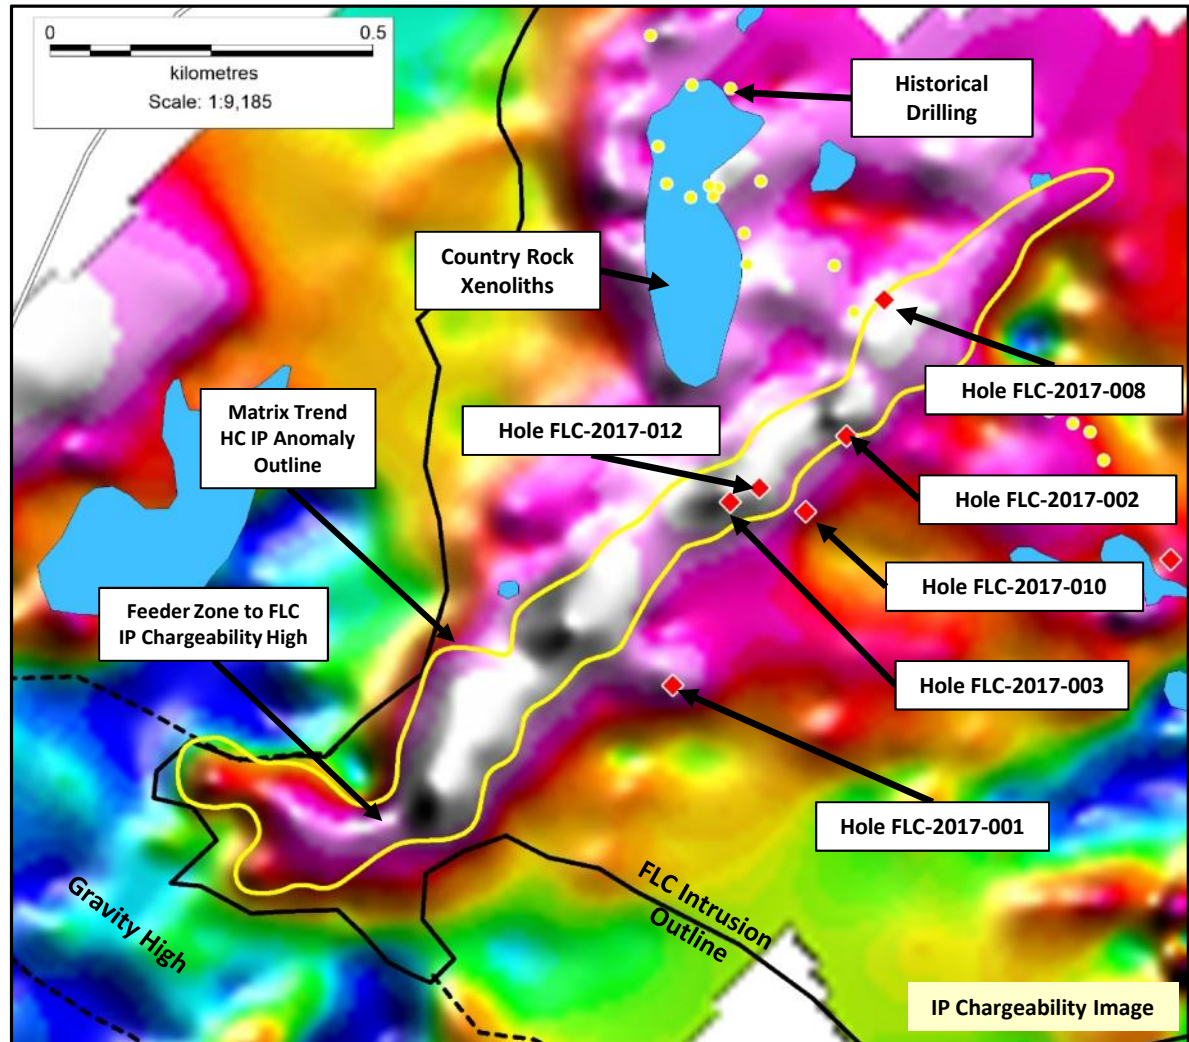 0 0.5
kilometres
Scale: 1:9,185
Historical
Drilling
Country Rock
Xenoliths
Hole FLC-2017-008
Matrix Trend
HC IP Anomaly
Outline
Hole FLC-2017-012
Hole FLC-2017-002
Hole FLC-2017-010
Feeder Zone to FLC
IP Chargeability High
Hole FLC-2017-003
Hole FLC-2017-001
Gravity High
FLC Intrusion
Outline
IP Chargeability Image